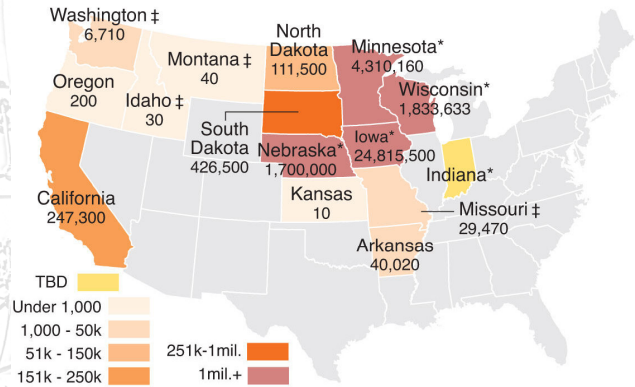 Washington ‡
6,710
Oregon
200
Idaho ‡
30
Montana ‡
40
North
Dakota
111,500
Minnesota*
4,310,160
Wisconsin*
1,833,633
South
Dakota
426,500
Nebraska*
1,700,000
Iowa*
24,815,500
Indiana*
California
247,300
Kansas
10
Missouri ‡
29,470
Arkansas
40,020
TBD
Under 1,000
1,000 - 50k
51k - 150k
151k - 250k
251k-1mil.
1mil.+